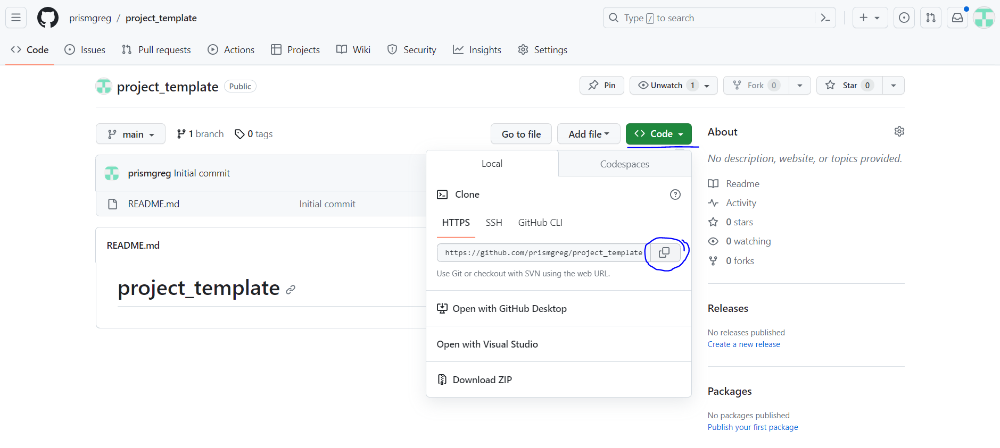 prismgreg / project_template
Type / to search
Code Issues Pull requests Actions Projects Wiki Security Insights Settings
project_template Public
Pin Unwatch 1 Fork 0 Star 0
main 1 branch 0 tags
Go to file Add file Code
prismgreg Initial commit
README.md Initial commit
README.md
project_template
Local Codespaces
Clone
HTTPS SSH GitHub CLI
https://github.com/prismgreg/project_template
Use Git or checkout with SVN using the web URL.
Open with GitHub Desktop
Open with Visual Studio
Download ZIP
About
No description, website, or topics provided.
Readme
Activity
0 stars
0 watching
0 forks
Releases
No releases published
Create a new release
Packages
No packages published
Publish your first package